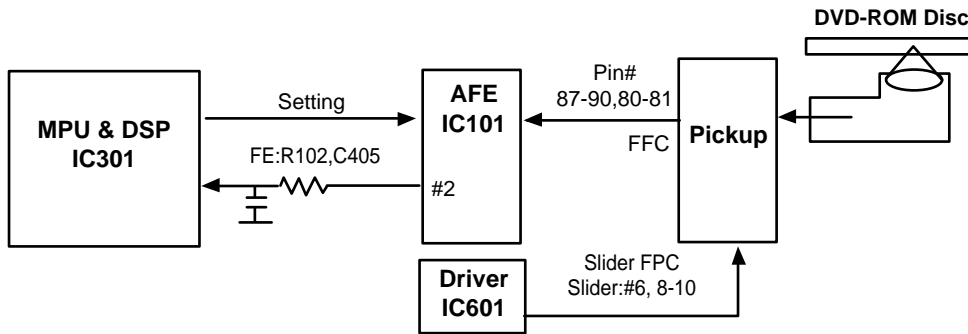 DVD-ROM Disc
MPU & DSP
IC301
Setting
FE:R102,C405
AFE
IC101
#2
Pin#
87-90,80-81
FFC
Pickup
Driver
IC601
Slider FPC
Slider:#6, 8-10